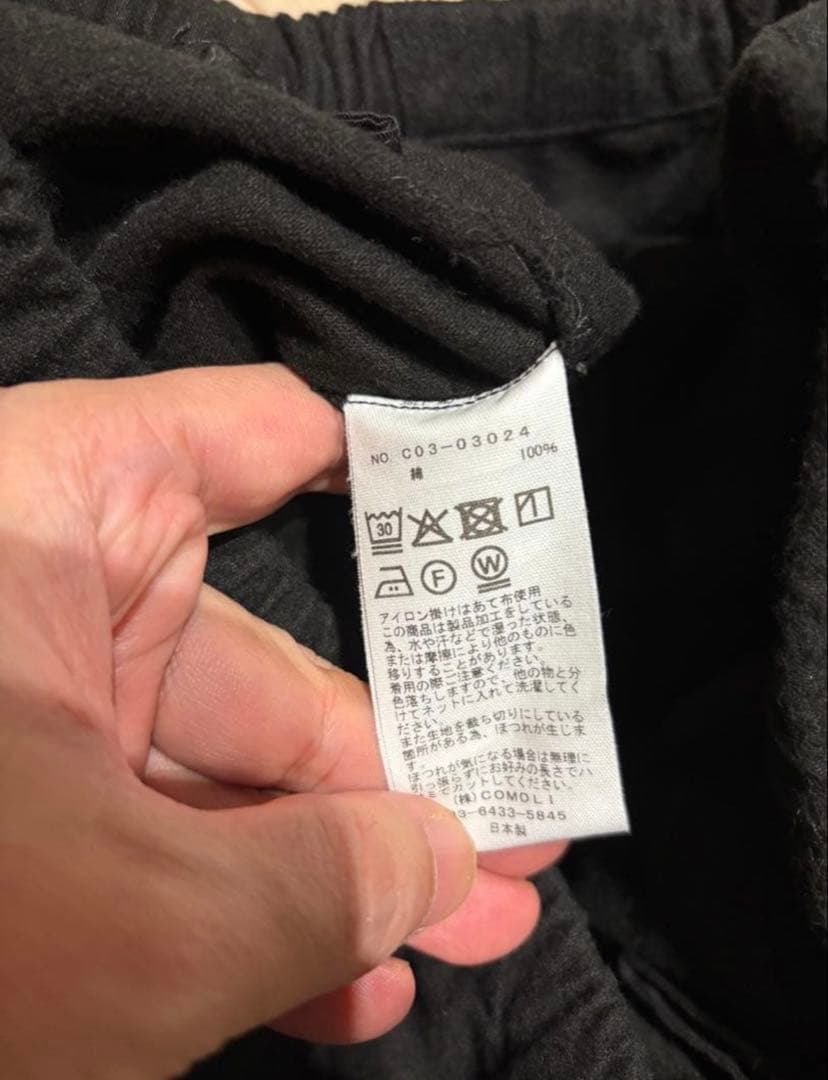 NO. C03-03024
綿 100%
30
F W
アイロン掛けはあて布使用
この商品は製品加工をしている
為、水や汗などで湿った状態、
または摩擦により他のものに色
移りすることがあります。
着用の際ご注意ください。
色落ちしますので、他の物と分
けてネットに入れて洗濯してく
ださい。
また生地を裁ち切りにしている
箇所がある為、ほつれが生じま
す。
ほつれが気になる場合は無理に
引っ張らずにお好みの長さでハ
サミでカットしてください。
(株)COMOLI
3-6433-5845
日本製